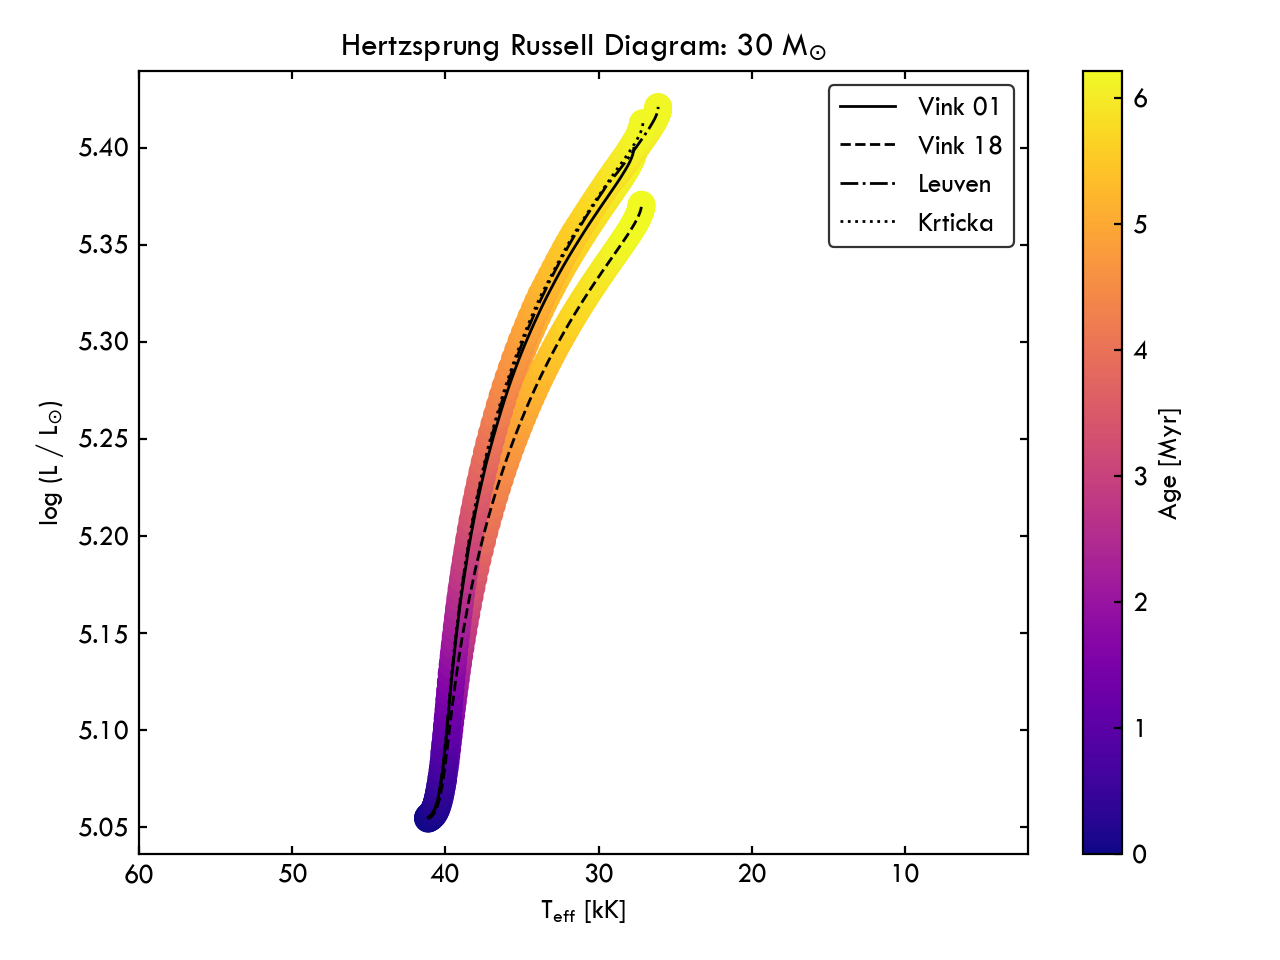 Hertzsprung Russell Diagram: 30 M⊙
Vink 01
Vink 18
Leuven
Krticka
log (L / L⊙)
5.40
5.35
5.30
5.25
5.20
5.15
5.10
5.05
60 50 40 30 20 10
T_eff [kK]
6
5
4
3
2
1
0
Age [Myr]